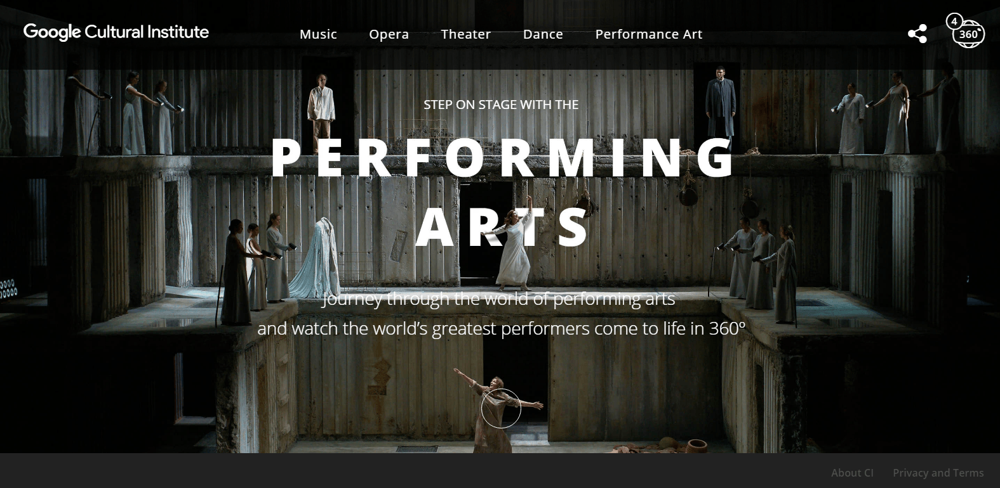 Google Cultural Institute
Music Opera Theater Dance Performance Art
4
360°
STEP ON STAGE WITH THE
PERFORMING
ARTS
Journey through the world of performing arts
and watch the world’s greatest performers come to life in 360º
About CI Privacy and Terms